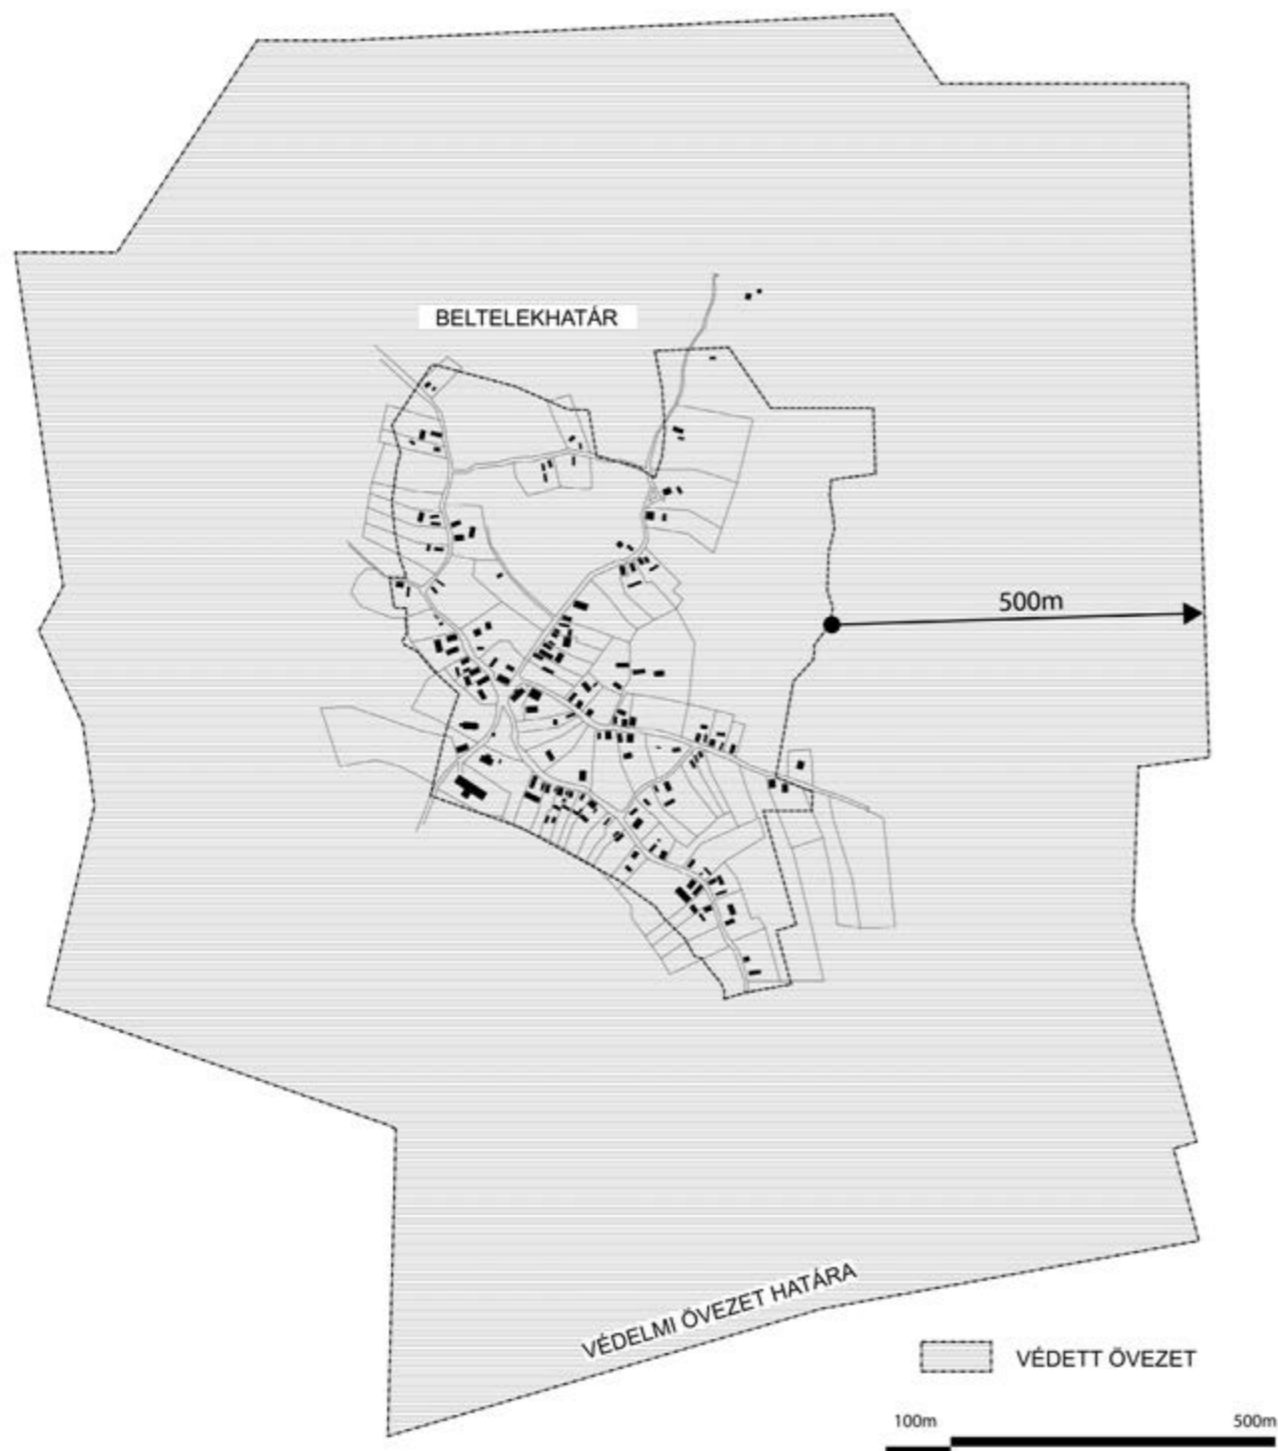 BELTELEKHATÁR
500m
VÉDELMI ÖVEZET HATÁRA
VÉDETT ÖVEZET
100m 500m